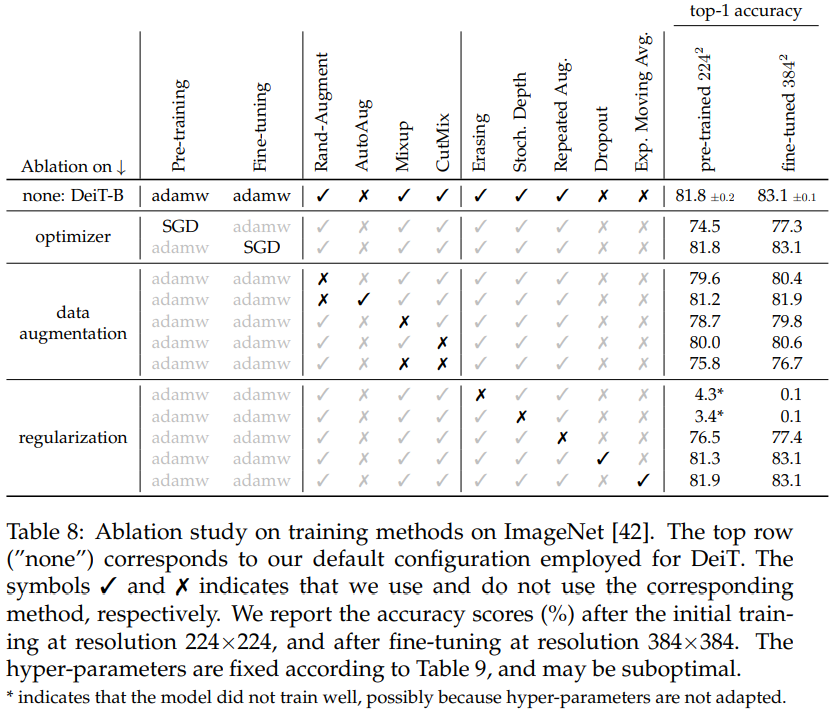 top-1 accuracy
Ablation on ↓ Pre-training Fine-tuning Rand-Augment AutoAug Mixup CutMix Erasing Stoch. Depth Repeated Aug. Dropout Exp. Moving Avg. pre-trained 224² fine-tuned 384²
none: DeiT-B adamw adamw ✓ ✗ ✓ ✓ ✓ ✓ ✓ ✗ ✗ 81.8 ±0.2 83.1 ±0.1
optimizer
SGD adamw ✓ ✗ ✓ ✓ ✓ ✓ ✓ ✗ ✗ 74.5 77.3
adamw SGD ✓ ✗ ✓ ✓ ✓ ✓ ✓ ✗ ✗ 81.8 83.1
data
augmentation
adamw adamw ✗ ✗ ✓ ✓ ✓ ✓ ✓ ✗ ✗ 79.6 80.4
adamw adamw ✗ ✓ ✓ ✓ ✓ ✓ ✓ ✗ ✗ 81.2 81.9
adamw adamw ✓ ✗ ✗ ✓ ✓ ✓ ✓ ✗ ✗ 78.7 79.8
adamw adamw ✓ ✗ ✓ ✗ ✓ ✓ ✓ ✗ ✗ 80.0 80.6
adamw adamw ✓ ✗ ✗ ✗ ✓ ✓ ✓ ✗ ✗ 75.8 76.7
regularization
adamw adamw ✓ ✗ ✓ ✓ ✗ ✓ ✓ ✗ ✗ 4.3* 0.1
adamw adamw ✓ ✗ ✓ ✓ ✓ ✗ ✓ ✗ ✗ 3.4* 0.1
adamw adamw ✓ ✗ ✓ ✓ ✓ ✓ ✗ ✗ ✗ 76.5 77.4
adamw adamw ✓ ✗ ✓ ✓ ✓ ✓ ✓ ✓ ✗ 81.3 83.1
adamw adamw ✓ ✗ ✓ ✓ ✓ ✓ ✓ ✗ ✓ 81.9 83.1
Table 8: Ablation study on training methods on ImageNet [42]. The top row
(”none”) corresponds to our default configuration employed for DeiT. The
symbols ✓ and ✗ indicates that we use and do not use the corresponding
method, respectively. We report the accuracy scores (%) after the initial train-
ing at resolution 224×224, and after fine-tuning at resolution 384×384. The
hyper-parameters are fixed according to Table 9, and may be suboptimal.
* indicates that the model did not train well, possibly because hyper-parameters are not adapted.